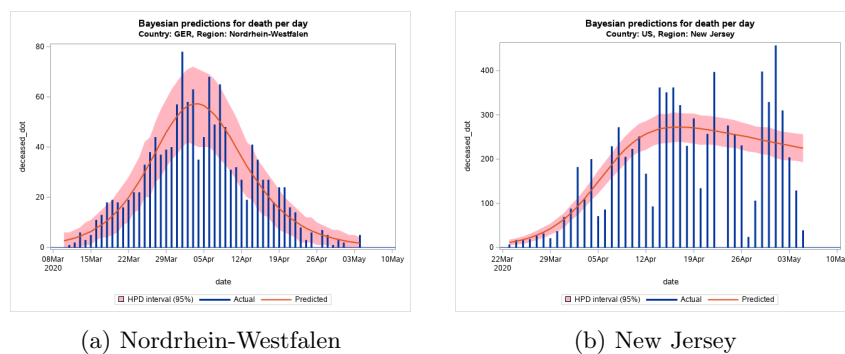 Bayesian predictions for death per day
Country: GER, Region: Nordrhein-Westfalen
80
60
40
20
0
deceased_dot
08Mar 15Mar 22Mar 29Mar 05Apr 12Apr 19Apr 26Apr 03May 10May
2020
date
HPD interval (95%) Actual Predicted
(a) Nordrhein-Westfalen
Bayesian predictions for death per day
Country: US, Region: New Jersey
400
300
200
100
0
deceased_dot
22Mar 29Mar 05Apr 12Apr 19Apr 26Apr 03May 10May
2020
date
HPD interval (95%) Actual Predicted
(b) New Jersey